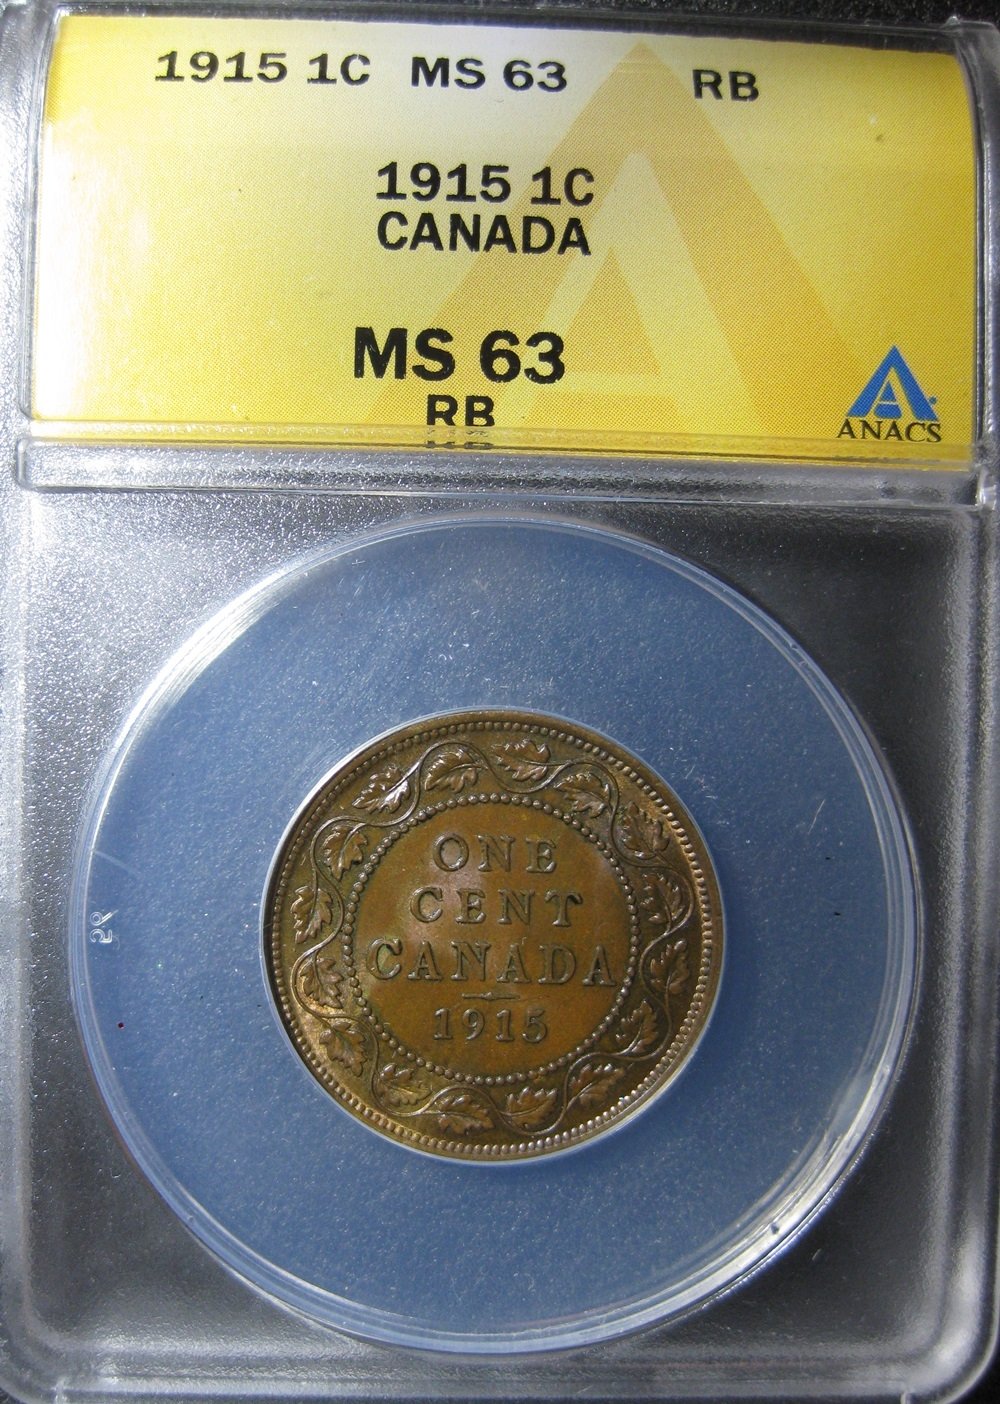 1915 1C MS 63 RB
1915 1C
CANADA
MS 63
RB
ANACS
ONE
CENT
CANADA
1915